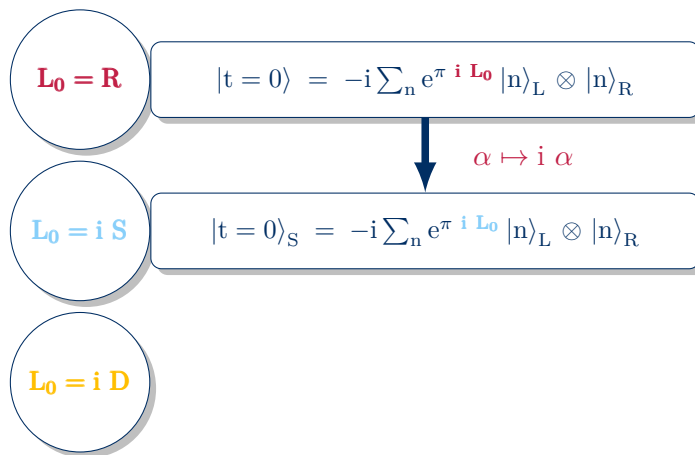 L₀ = R |t = 0⟩ = −i ∑ₙ e^π i L₀ |n⟩_L ⊗ |n⟩_R
α ↦ i α
L₀ = i S |t = 0⟩_S = −i ∑ₙ e^π i L₀ |n⟩_L ⊗ |n⟩_R
L₀ = i D